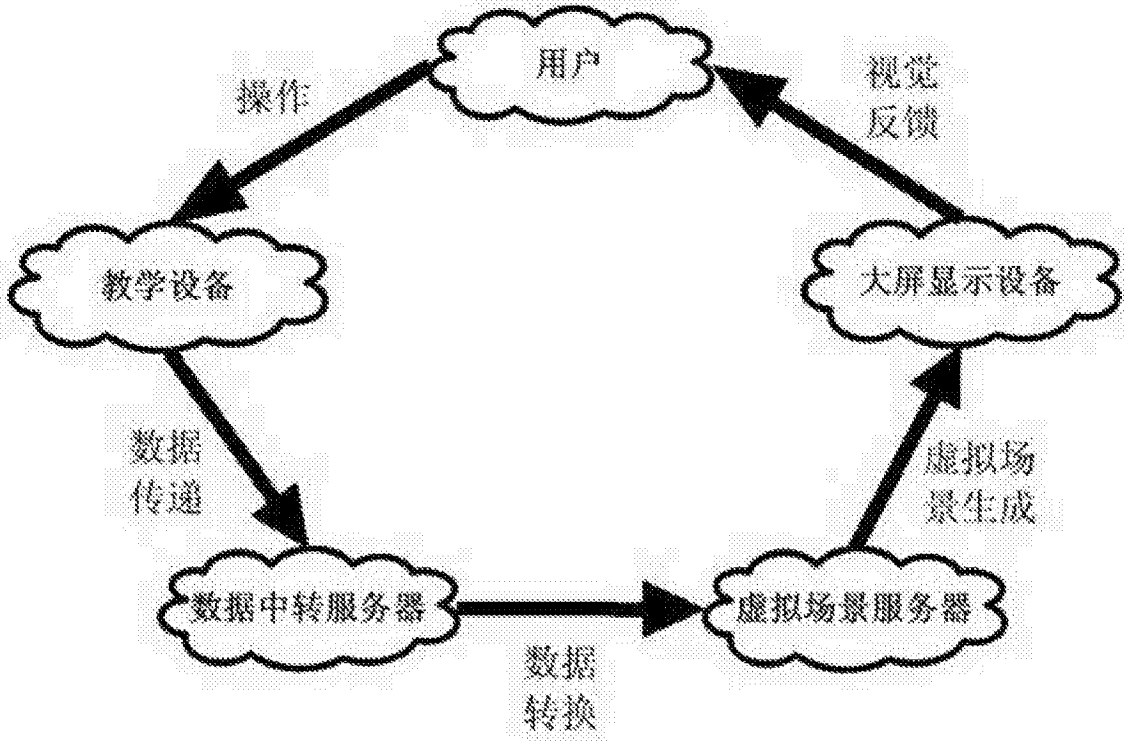 用户
操作
视觉
反馈
教学设备
大屏显示设备
数据
传递
虚拟场
景生成
数据中转服务器
虚拟场景服务器
数据
转换